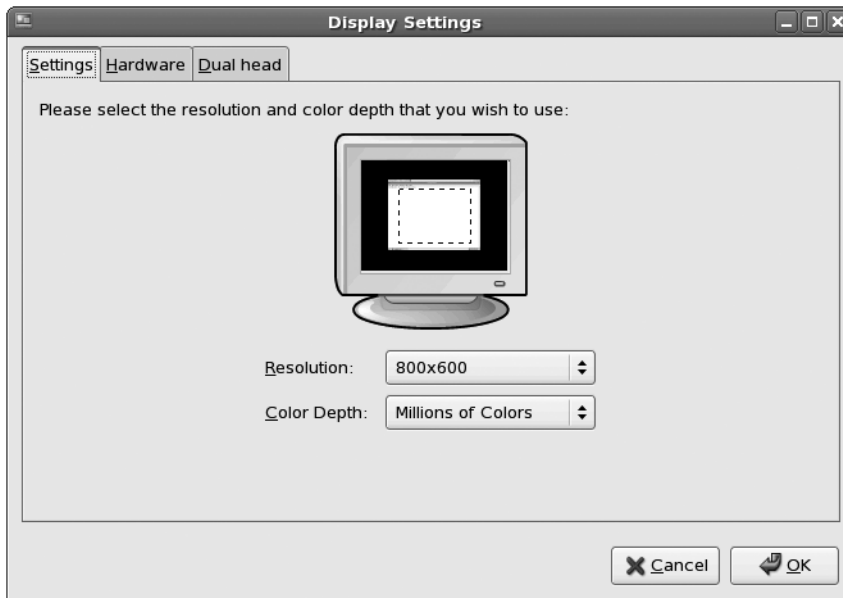 Display Settings
Settings Hardware Dual head
Please select the resolution and color depth that you wish to use:
Resolution: 800x600
Color Depth: Millions of Colors
Cancel OK